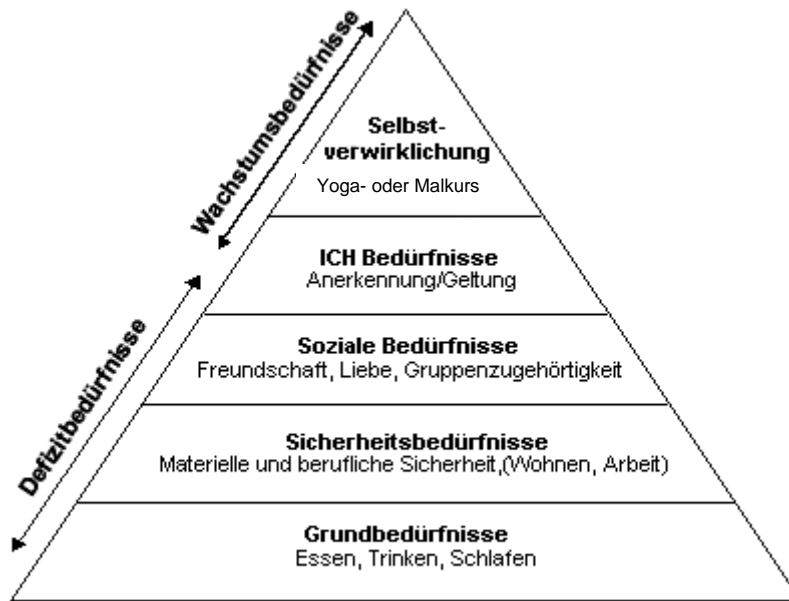 Wachstumsbedürfnisse
Selbst-
verwirklichung
Yoga- oder Malkurs
ICH Bedürfnisse
Anerkennung/Geltung
Defizitbedürfnisse
Soziale Bedürfnisse
Freundschaft, Liebe, Gruppenzugehörtigkeit
Sicherheitsbedürfnisse
Materielle und berufliche Sicherheit,(Wohnen, Arbeit)
Grundbedürfnisse
Essen, Trinken, Schlafen